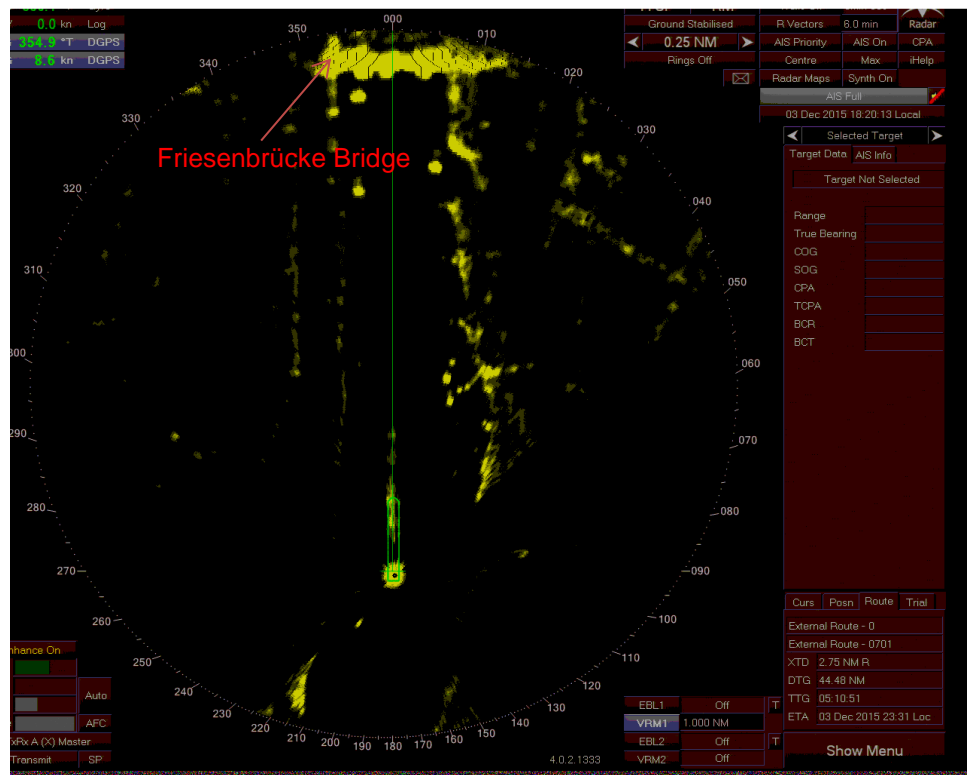 0.0 kn Log
354.9 °T DGPS
8.6 kn DGPS
Ground Stabilised
0.25 NM
Rings Off
R Vectors 6.0 min
AIS Priority AIS On CPA
Centre Max iHelp
Radar Maps Synth On
Radar
AIS Full
03 Dec 2015 18:20:13 Local
Selected Target
Target Data AIS Info
Target Not Selected
Range
True Bearing
COG
SOG
CPA
TCPA
BCR
BCT
Friesenbrücke Bridge
000
010
020
030
040
050
060
070
080
090
100
110
120
130
140
150
160
170
180
190
200
210
220
230
240
250
260
270
280
290
300
310
320
330
340
350
Curs Posn Route Trial
External Route - 0
External Route - 0701
XTD 2.75 NM R
DTG 44.48 NM
TTG 05:10:51
ETA 03 Dec 2015 23:31 Loc
Show Menu
EBL1 Off T
VRM1 1.000 NM
EBL2 Off T
VRM2 Off
4.0.2.1333
Auto
AFC
A (X) Master
Transmit SP